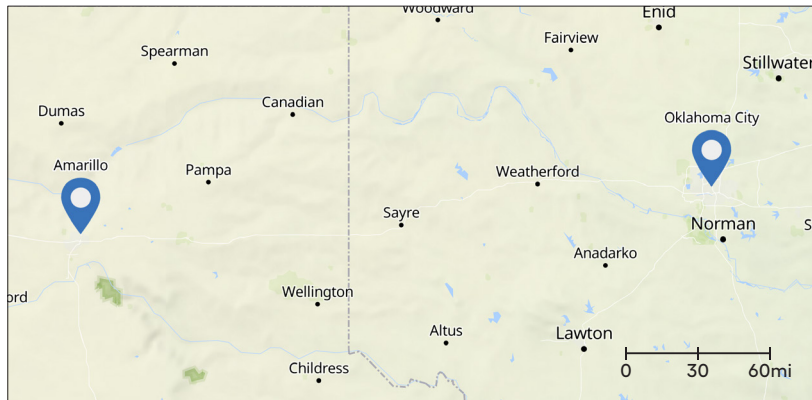 Woodward
Enid
Fairview
Spearman
Stillwater
Canadian
Dumas
Oklahoma City
Amarillo
Pampa
Weatherford
Sayre
Norman
S
Anadarko
ord
Wellington
Altus
Lawton
Childress
0 30 60mi